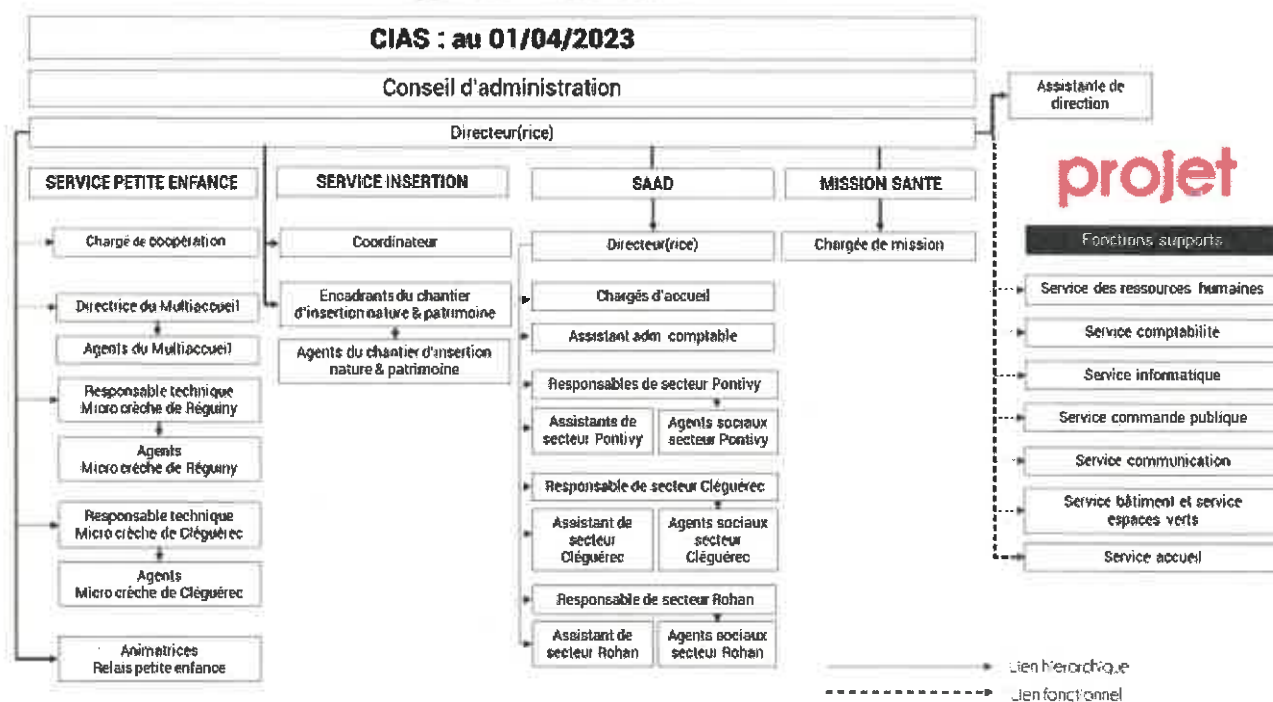 CIAS : au 01/04/2023
Conseil d'administration
Directeur(rice)
Assistante de
direction
projet
SERVICE PETITE ENFANCE
Chargé de coopération
Directrice du Multiaccueil
Agents du Multiaccueil
Responsable technique
Micro crèche de Réguiny
Agents
Micro crèche de Réguiny
Responsable technique
Micro crèche de Cléguérec
Agents
Micro crèche de Cléguérec
Animatrices
Relais petite enfance
SERVICE INSERTION
Coordinateur
Encadrants du chantier
d'insertion nature & patrimoine
Agents du chantier d'insertion
nature & patrimoine
SAAD
Directeur(rice)
Chargés d'accueil
Assistant adm comptable
Responsables de secteur Pontivy
Assistants de
secteur Pontivy
Agents sociaux
secteur Pontivy
Responsable de secteur Cléguérec
Assistant de
secteur
Cléguérec
Agents sociaux
secteur
Cléguérec
Responsable de secteur Rohan
Assistant de
secteur Rohan
Agents sociaux
secteur Rohan
MISSION SANTE
Chargée de mission
Fonctions supports
Service des ressources humaines
Service comptabilité
Service informatique
Service commande publique
Service communication
Service bâtiment et service
espaces verts
Service accueil
Lien hiérarchique
Lien fonctionnel